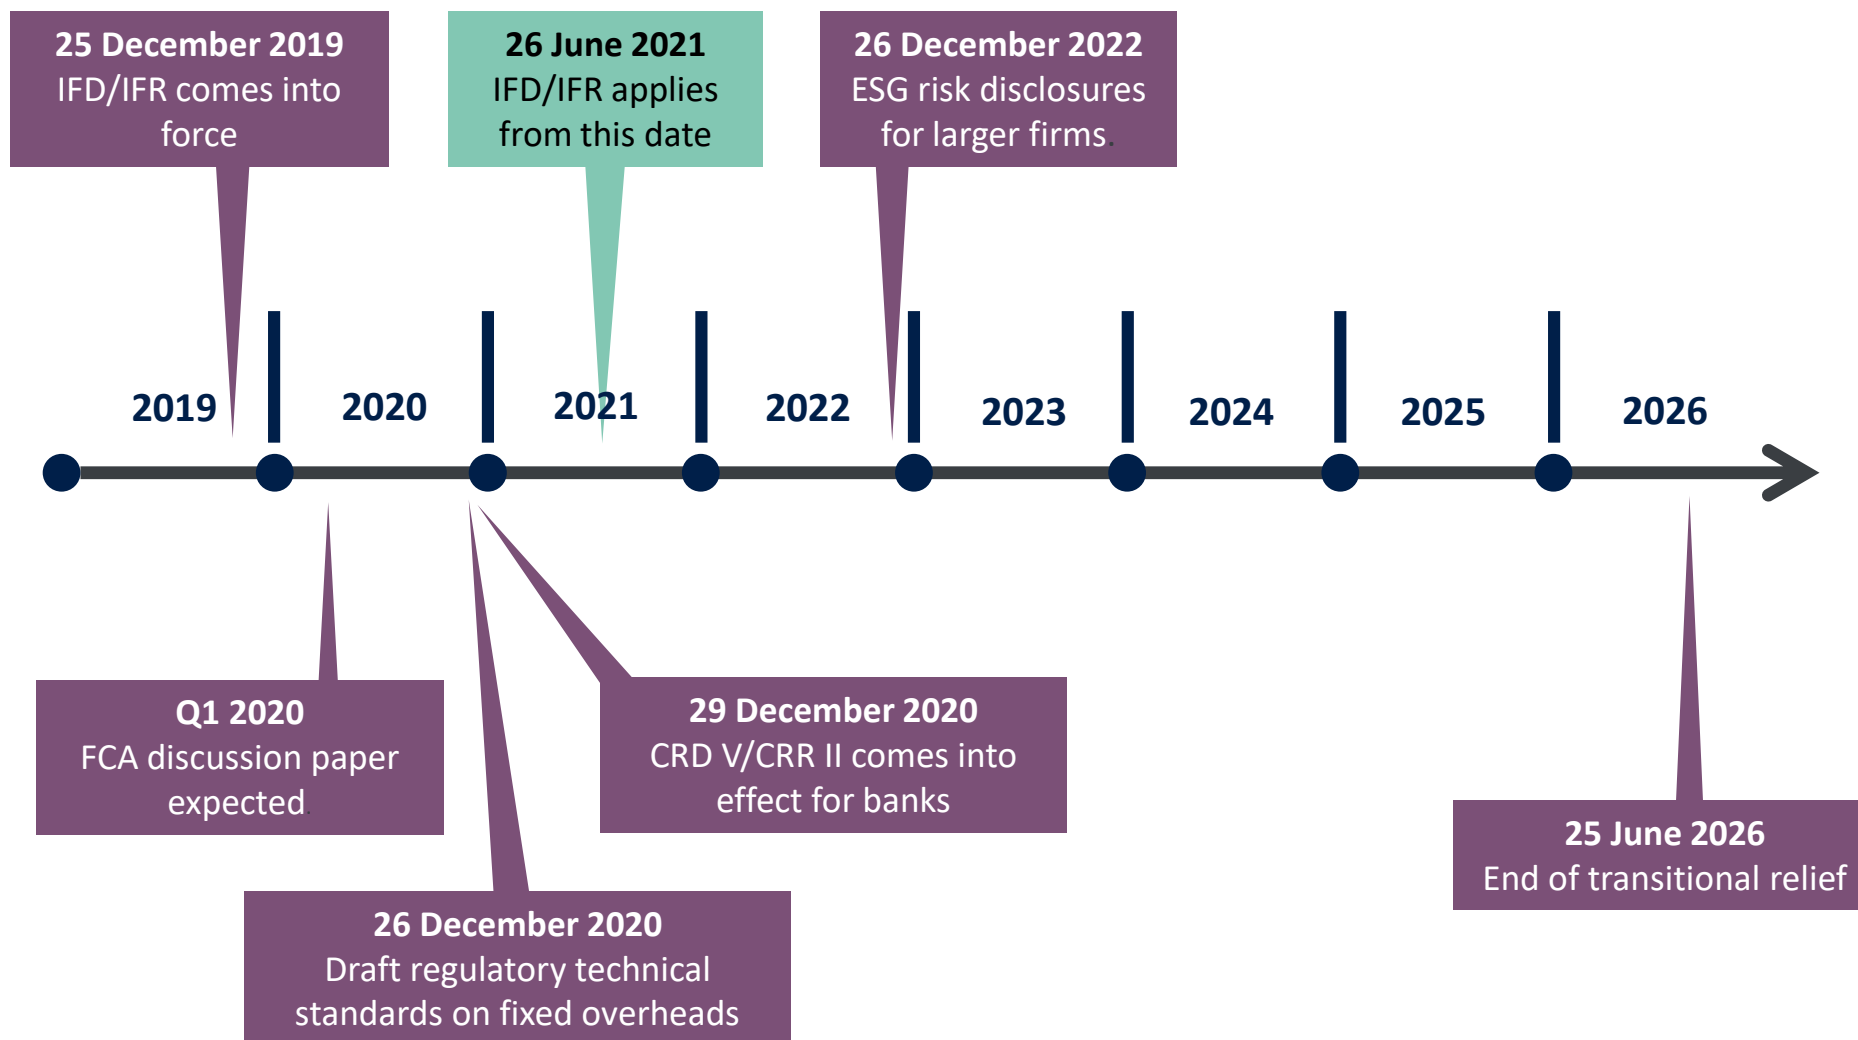 25 December 2019
IFD/IFR comes into
force
26 June 2021
IFD/IFR applies
from this date
26 December 2022
ESG risk disclosures
for larger firms.
2019
2020
2021
2022
2023
2024
2025
2026
Q1 2020
FCA discussion paper
expected.
29 December 2020
CRD V/CRR II comes into
effect for banks
25 June 2026
End of transitional relief
26 December 2020
Draft regulatory technical
standards on fixed overheads